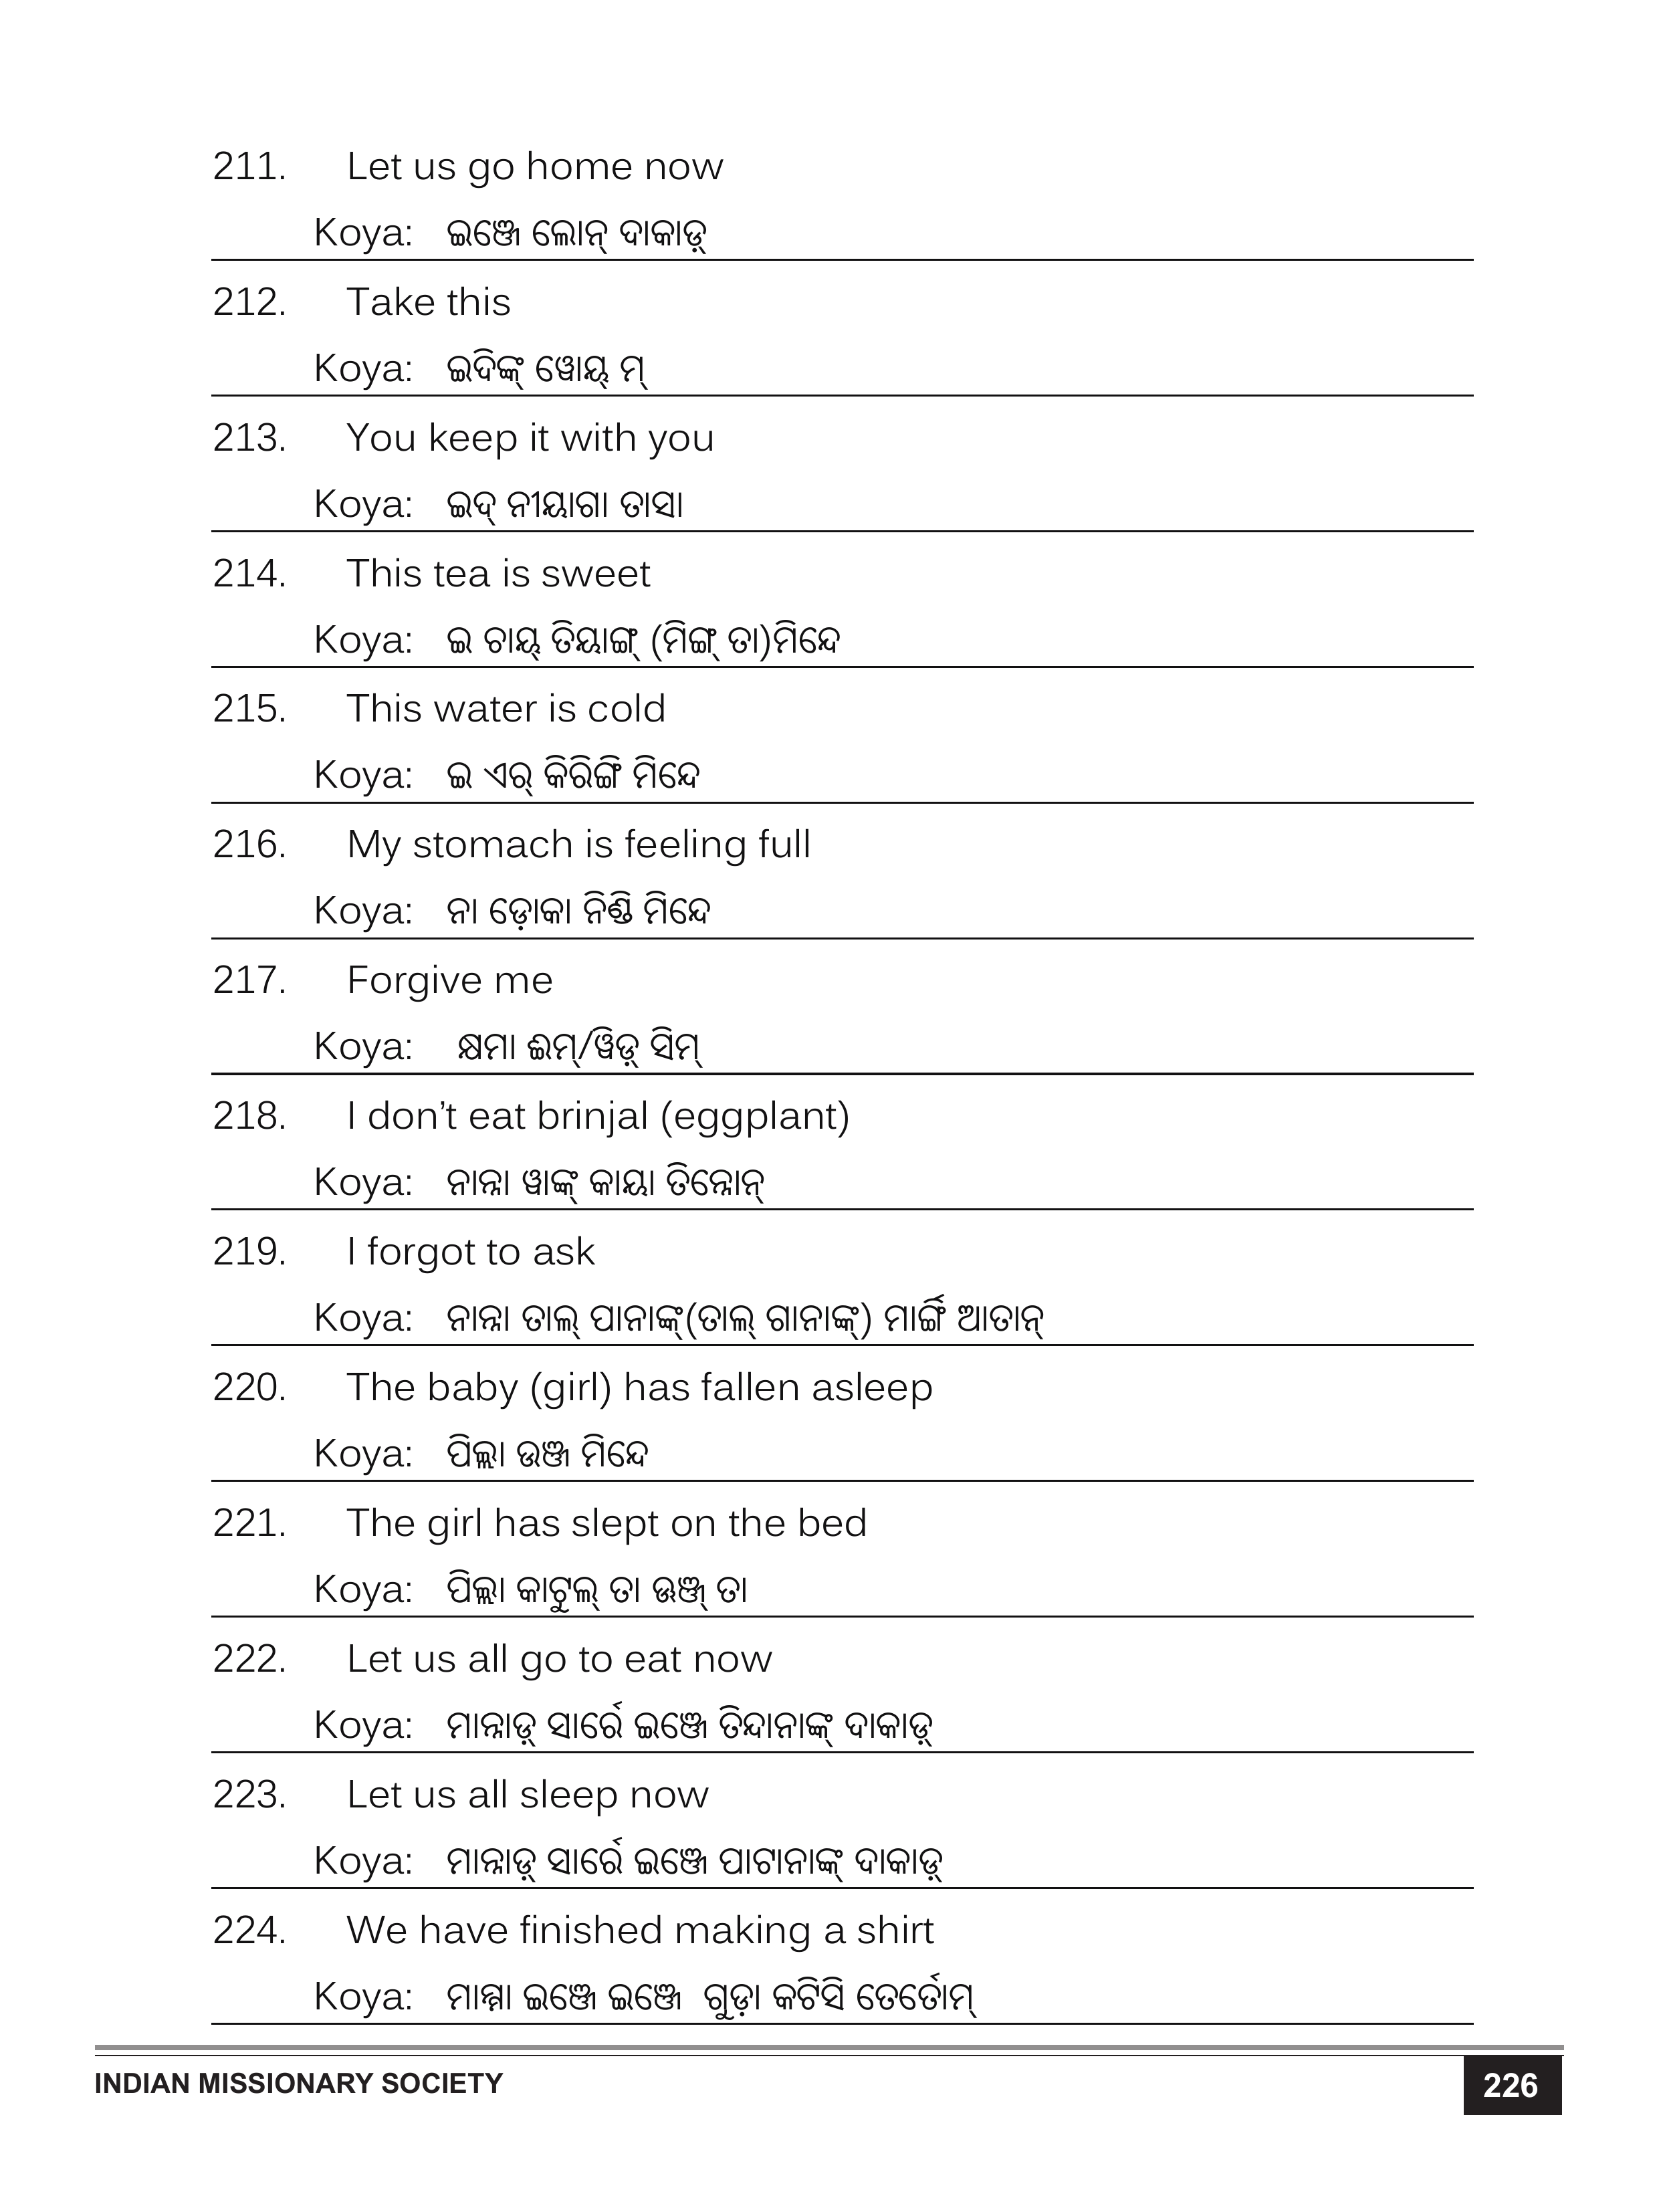 211. Let us go home now
Koya: ଇଞ୍ଜେ ଲୋନ୍ ଦାକାଡ଼୍
212. Take this
Koya: ଇଦିଙ୍କ୍ ୱୋୟ୍ ମ୍
213. You keep it with you
Koya: ଇଦ୍ ନୀୟାଗା ତାସା
214. This tea is sweet
Koya: ଇ ଚାୟ୍ ତିୟାଙ୍ଗ୍ (ମିଙ୍ଗ୍ ତା)ମିନ୍ଦେ
215. This water is cold
Koya: ଇ ଏର୍ କିରିଙ୍ଗି ମିନ୍ଦେ
216. My stomach is feeling full
Koya: ନା ଡ଼ୋକା ନିଣ୍ଡି ମିନ୍ଦେ
217. Forgive me
Koya: କ୍ଷମା ଈମ୍/ୱିଡ଼୍ ସିମ୍
218. I don’t eat brinjal (eggplant)
Koya: ନାନ୍ନା ୱାଙ୍କ୍ କାୟା ତିନ୍ନୋନ୍
219. I forgot to ask
Koya: ନାନ୍ନା ତାଲ୍ ପାନାଙ୍କ୍(ତାଲ୍ ଗାନାଙ୍କ୍) ମାର୍ଙ୍ଗି ଆତାନ୍
220. The baby (girl) has fallen asleep
Koya: ପିଲ୍ଲା ଉଞ୍ଜ ମିନ୍ଦେ
221. The girl has slept on the bed
Koya: ପିଲ୍ଲା କାଟୁଲ୍ ତା ଊଞ୍ଜ୍ ତା
222. Let us all go to eat now
Koya: ମାନ୍ନାଡ଼୍ ସାର୍ରେ ଇଞ୍ଜେ ତିନ୍ଦାନାଙ୍କ୍ ଦାକାଡ଼୍
223. Let us all sleep now
Koya: ମାନ୍ନାଡ଼୍ ସାର୍ରେ ଇଞ୍ଜେ ପାଟାନାଙ୍କ୍ ଦାକାଡ଼୍
224. We have finished making a shirt
Koya: ମାମ୍ମା ଇଞ୍ଜେ ଇଞ୍ଜେ ଗୁଡ଼ା କଟିସି ତେର୍ତୋମ୍
INDIAN MISSIONARY SOCIETY
226